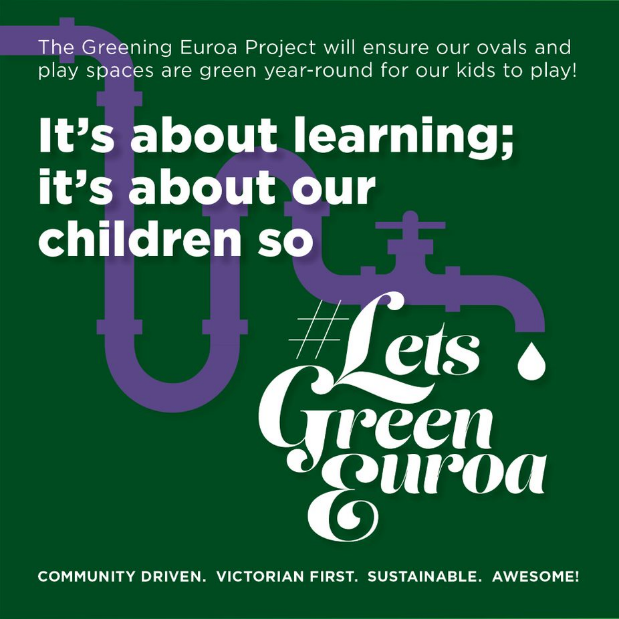 The Greening Euroa Project will ensure our ovals and
play spaces are green year-round for our kids to play!
It's about learning;
it's about our
children so
#Lets
Green
Euroa
COMMUNITY DRIVEN. VICTORIAN FIRST. SUSTAINABLE. AWESOME!